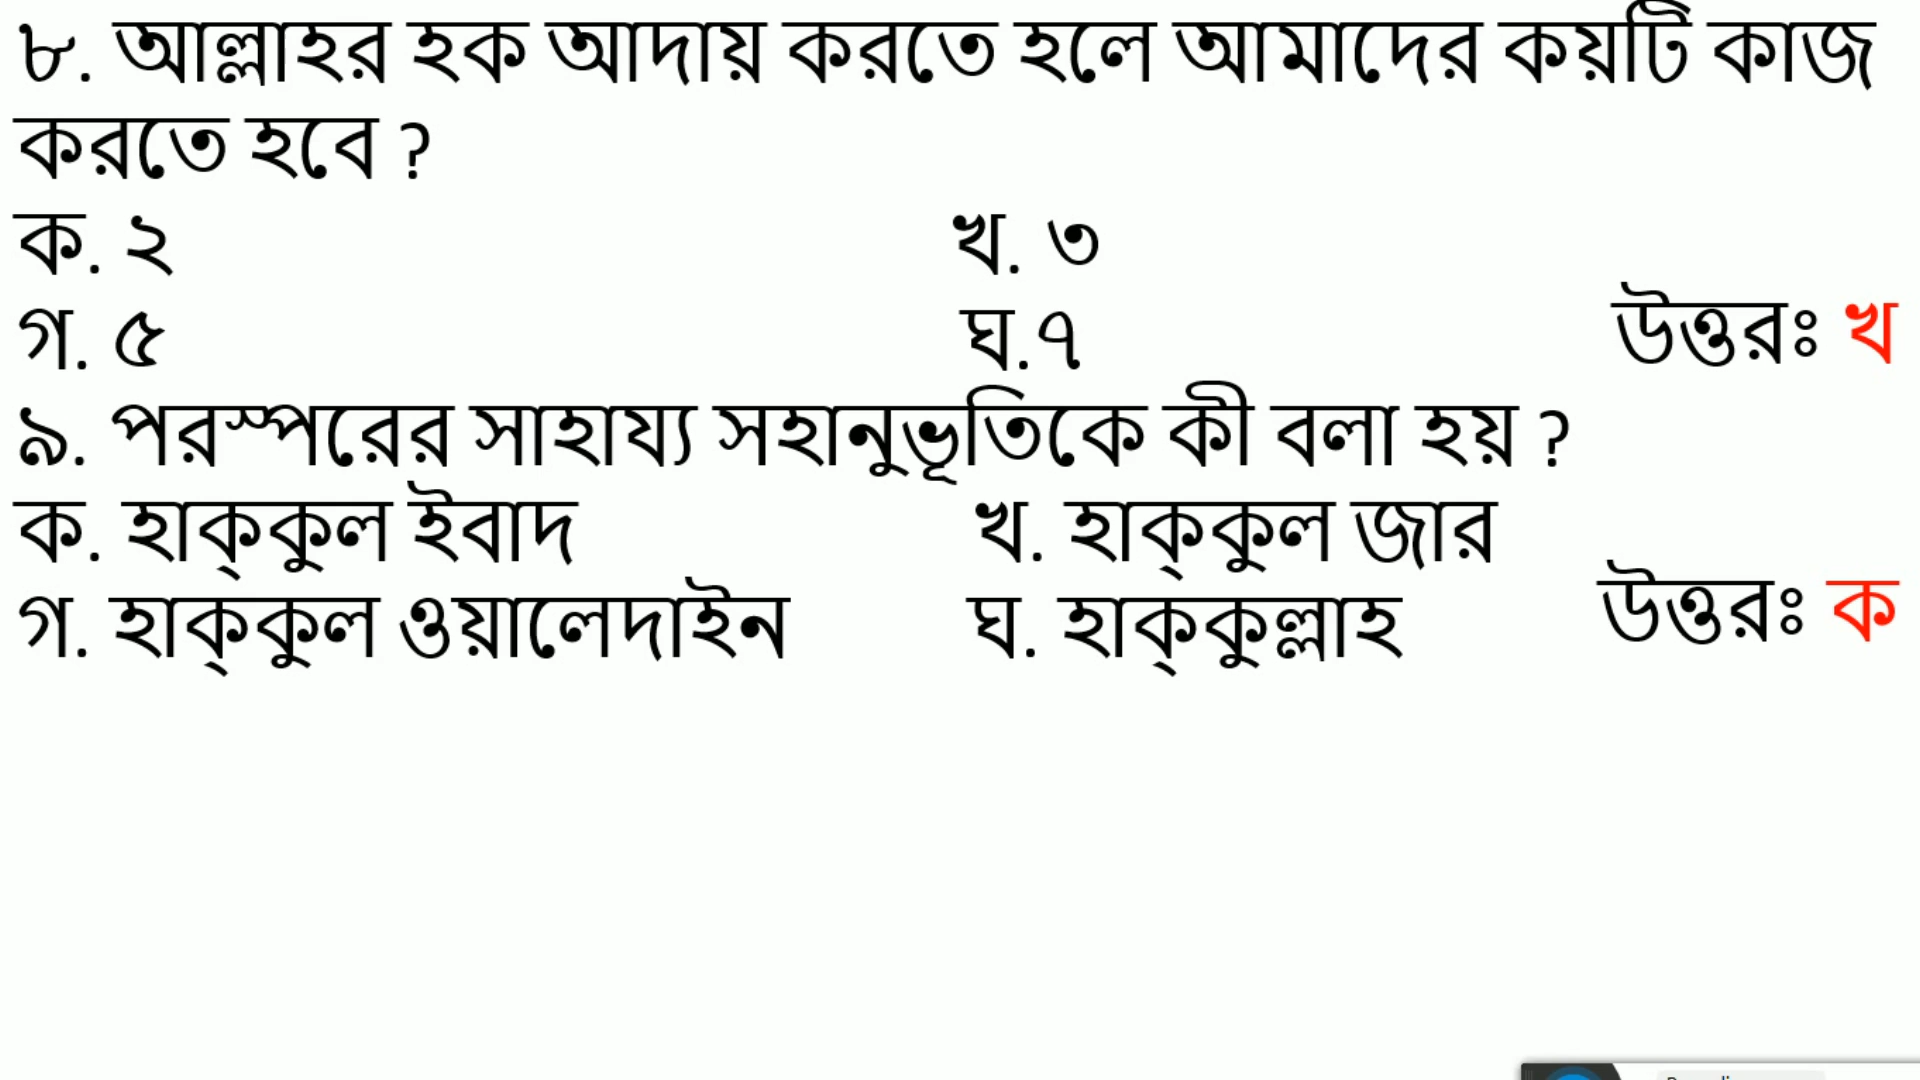 ৮. আল্লাহর হক আদায় করতে হলে আমাদের কয়টি কাজ
করতে হবে ?
ক. ২ খ. ৩
গ. ৫ ঘ.৭ উত্তরঃ খ
৯. পরস্পরের সাহায্য সহানুভূতিকে কী বলা হয় ?
ক. হাক্‌কুল ইবাদ খ. হাক্‌কুল জার
গ. হাক্‌কুল ওয়ালেদাইন ঘ. হাক্‌কুল্লাহ উত্তরঃ ক